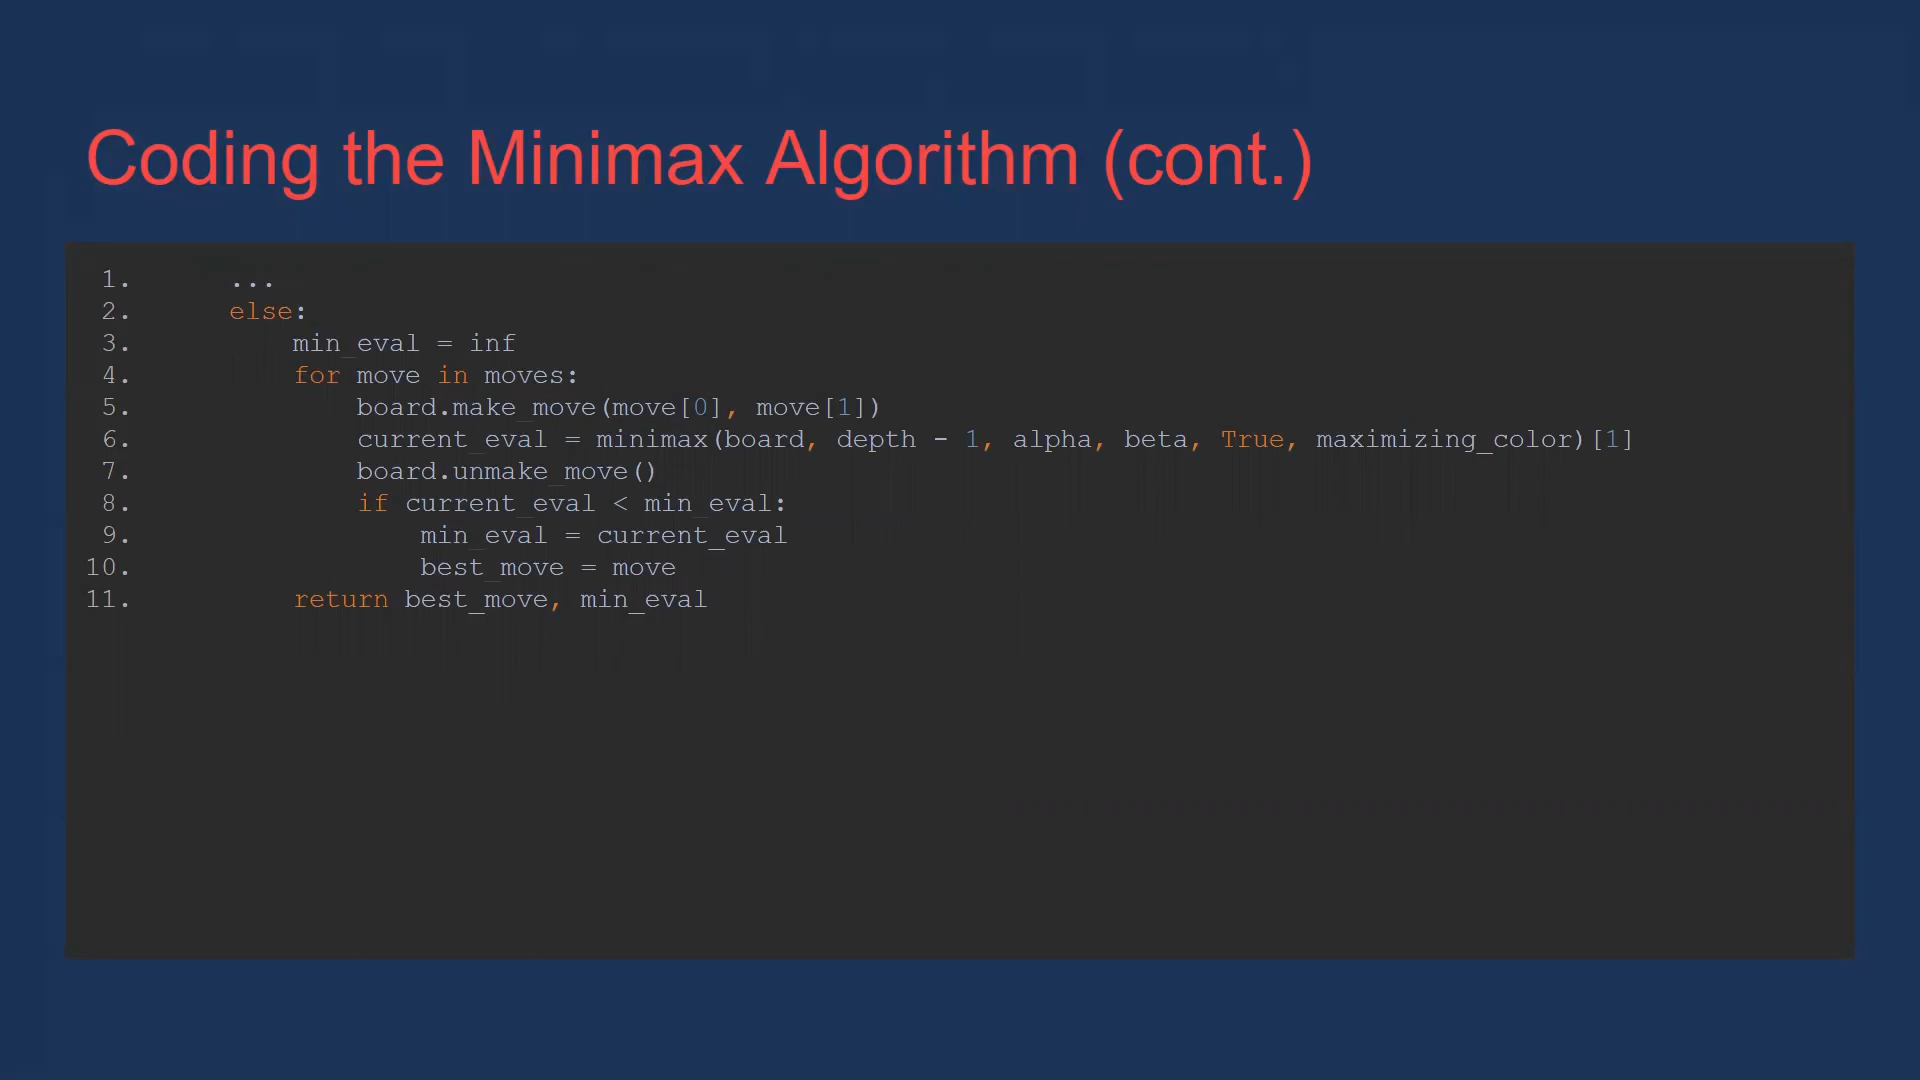 Coding the Minimax Algorithm (cont.)
1. ...
2. else:
3. min_eval = inf
4. for move in moves:
5. board.make_move(move[0], move[1])
6. current_eval = minimax(board, depth - 1, alpha, beta, True, maximizing_color)[1]
7. board.unmake_move()
8. if current_eval < min_eval:
9. min_eval = current_eval
10. best_move = move
11. return best_move, min_eval